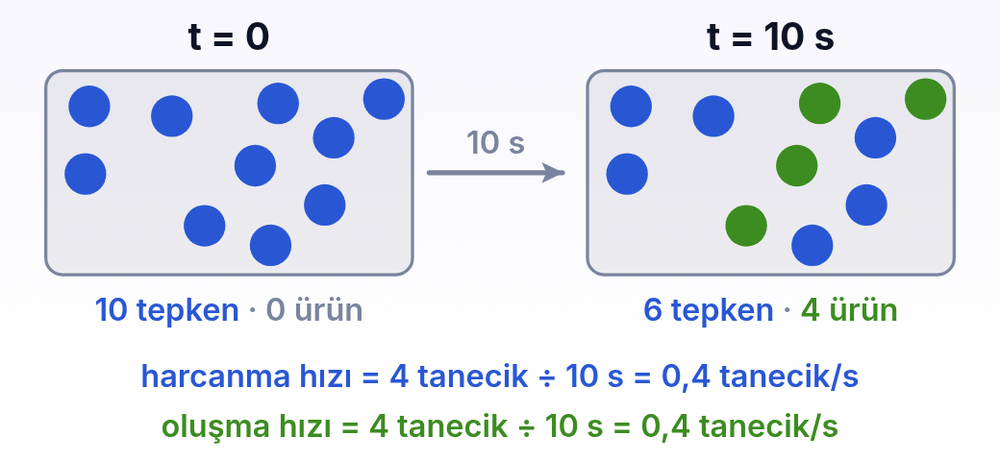 t = 0
t = 10 s
10 s
10 tepken · 0 ürün
6 tepken · 4 ürün
harcanma hızı = 4 tanecik ÷ 10 s = 0,4 tanecik/s
oluşma hızı = 4 tanecik ÷ 10 s = 0,4 tanecik/s